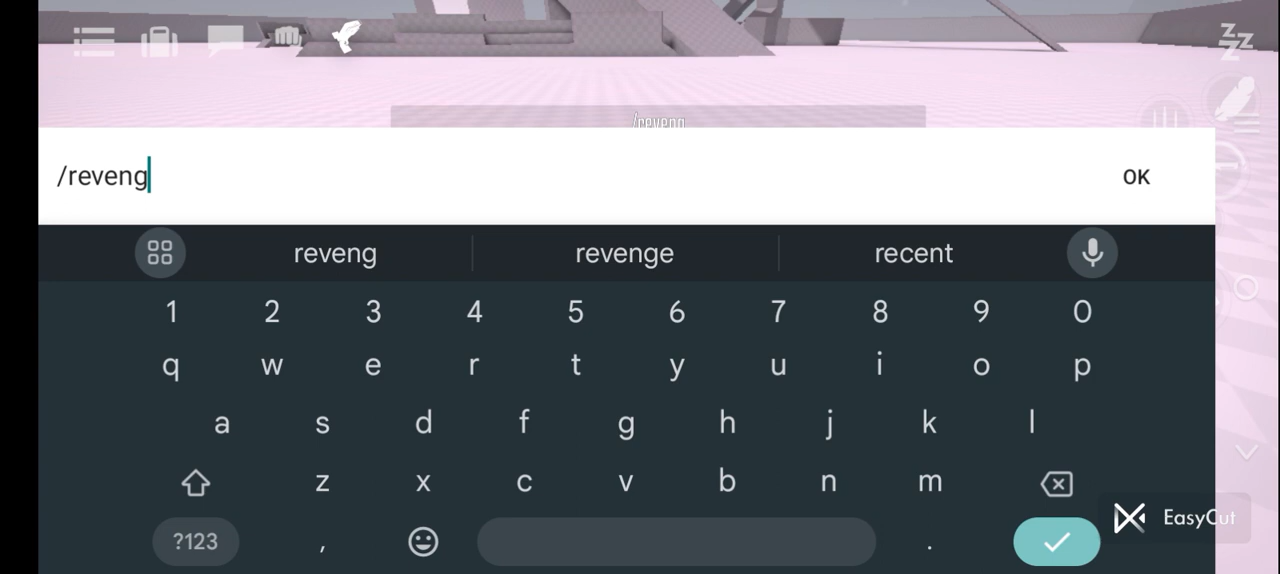 /reveng
/reveng
OK
reveng revenge recent
1 2 3 4 5 6 7 8 9 0
q w e r t y u i o p
a s d f g h j k l
z x c v b n m
?123 , .
EasyCut